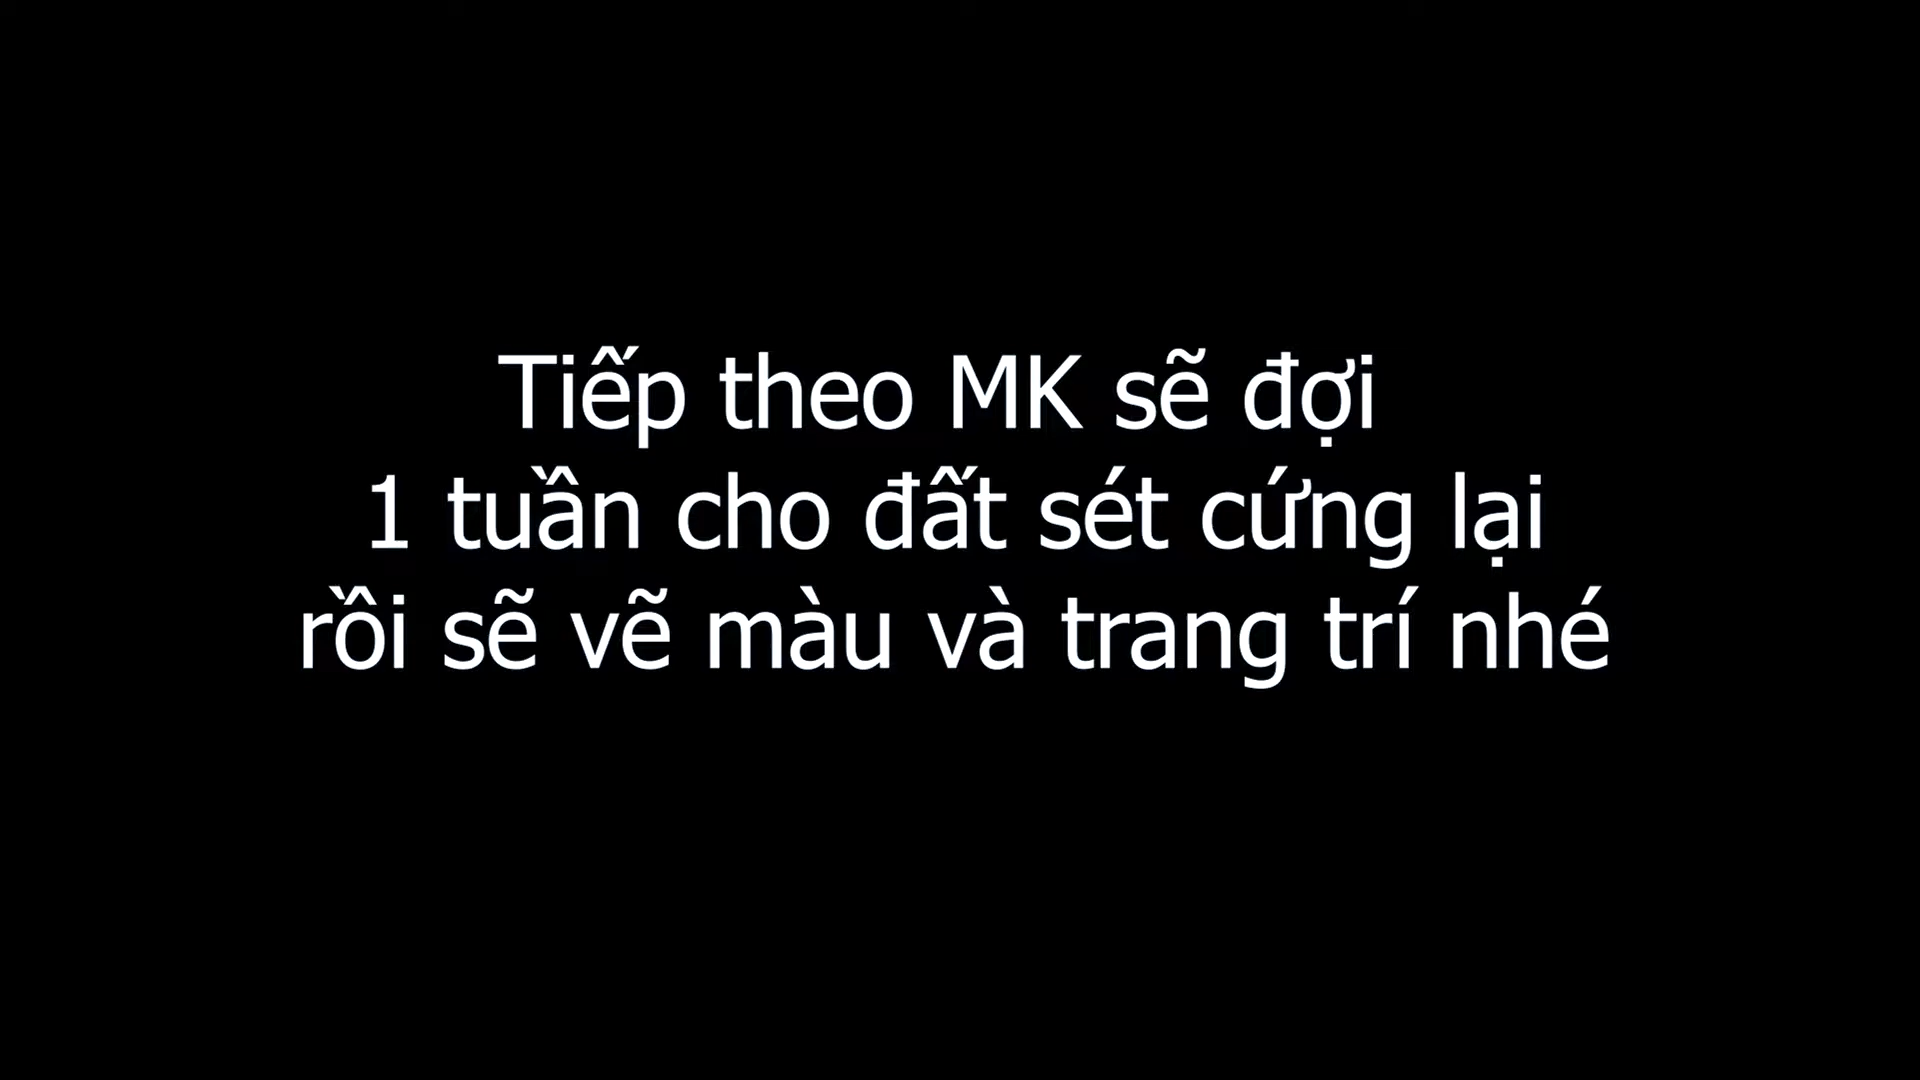 Tiếp theo MK sẽ đợi
1 tuần cho đất sét cứng lại
rồi sẽ vẽ màu và trang trí nhé